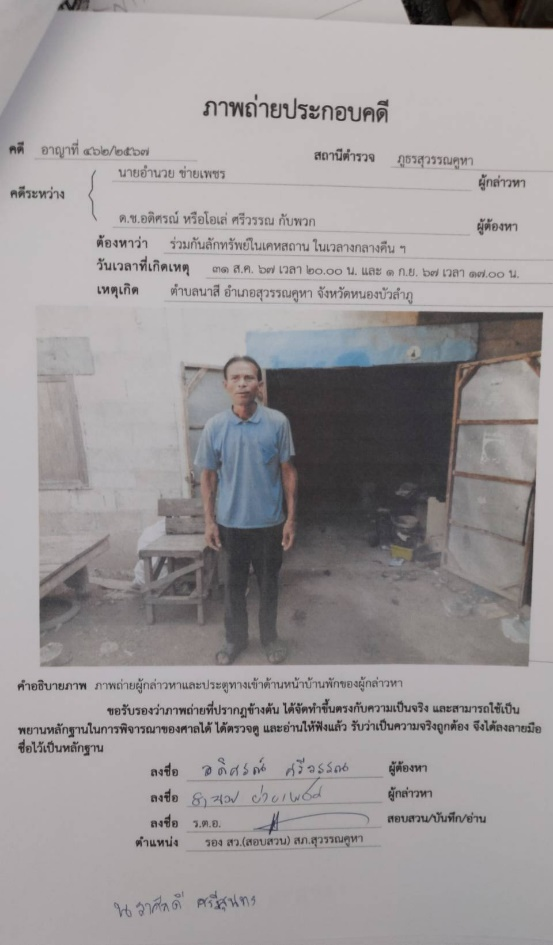 ภาพถ่ายประกอบคดี
คดี อาญาที่ ๔๖๒/๒๕๖๗ สถานีตำรวจ ภูธรสุวรรณคูหา
นายอำนวย ข่ายเพชร ผู้กล่าวหา
คดีระหว่าง
ด.ช.อดิศรณ์ หรือโอเล่ ศรีวรรณ กับพวก ผู้ต้องหา
ต้องหาว่า ร่วมกันลักทรัพย์ในเคหสถาน ในเวลากลางคืน ฯ
วันเวลาที่เกิดเหตุ ๓๑ ส.ค. ๖๗ เวลา ๒๐.๐๐ น. และ ๑ ก.ย. ๖๗ เวลา ๑๗.๐๐ น.
เหตุเกิด ตำบลนาสี อำเภอสุวรรณคูหา จังหวัดหนองบัวลำภู
คำอธิบายภาพ ภาพถ่ายผู้กล่าวหาและประตูทางเข้าด้านหน้าบ้านพักของผู้กล่าวหา
ขอรับรองว่าภาพถ่ายที่ปรากฏข้างต้น ได้จัดทำขึ้นตรงกับความเป็นจริง และสามารถใช้เป็น
พยานหลักฐานในการพิจารณาของศาลได้ ได้ตรวจดู และอ่านให้ฟังแล้ว รับว่าเป็นความจริงถูกต้อง จึงได้ลงลายมือ
ชื่อไว้เป็นหลักฐาน
ลงชื่อ อดิศรณ์ ศรีวรรณ ผู้ต้องหา
ลงชื่อ อำนวย ข่ายเพชร ผู้กล่าวหา
ลงชื่อ ร.ต.อ. สอบสวน/บันทึก/อ่าน
ตำแหน่ง รอง สว.(สอบสวน) สภ.สุวรรณคูหา